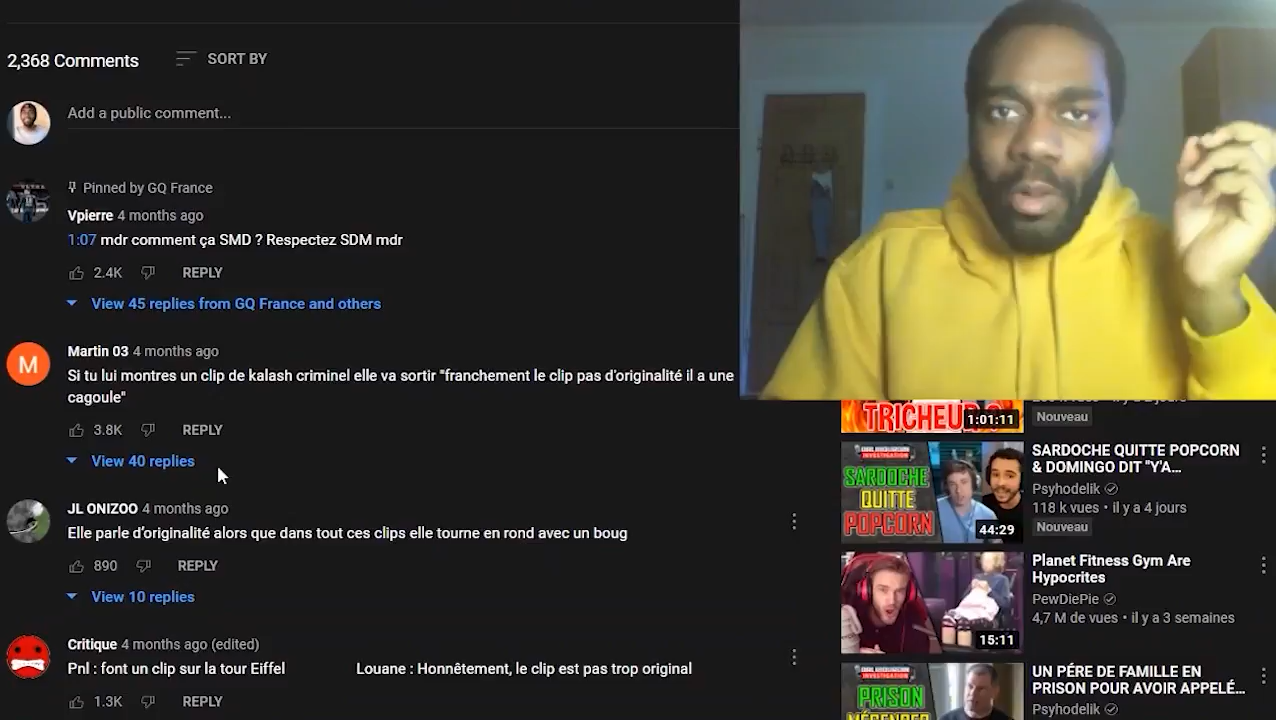 2,368 Comments
SORT BY
Add a public comment...
Pinned by GQ France
Vpierre 4 months ago
1:07 mdr comment ça SMD ? Respectez SDM mdr
2.4K
REPLY
View 45 replies from GQ France and others
M
Martin 03 4 months ago
Si tu lui montres un clip de kalash criminel elle va sortir "franchement le clip pas d'originalité il a une
cagoule"
3.8K
REPLY
View 40 replies
JL ONIZOO 4 months ago
Elle parle d'originalité alors que dans tout ces clips elle tourne en rond avec un boug
890
REPLY
View 10 replies
Critique 4 months ago (edited)
Pnl : font un clip sur la tour Eiffel Louane : Honnêtement, le clip est pas trop original
1.3K
REPLY
TRICHEU
1:01:11
Nouveau
SARDOCHE
QUITTE
POPCORN
44:29
SARDOCHE QUITTE POPCORN
& DOMINGO DIT "Y'A...
Psyhodelik
118 k vues • il y a 4 jours
Nouveau
15:11
Planet Fitness Gym Are
Hypocrites
PewDiePie
4,7 M de vues • il y a 3 semaines
PRISON
UN PÉRE DE FAMILLE EN
PRISON POUR AVOIR APPELÉ...
Psyhodelik